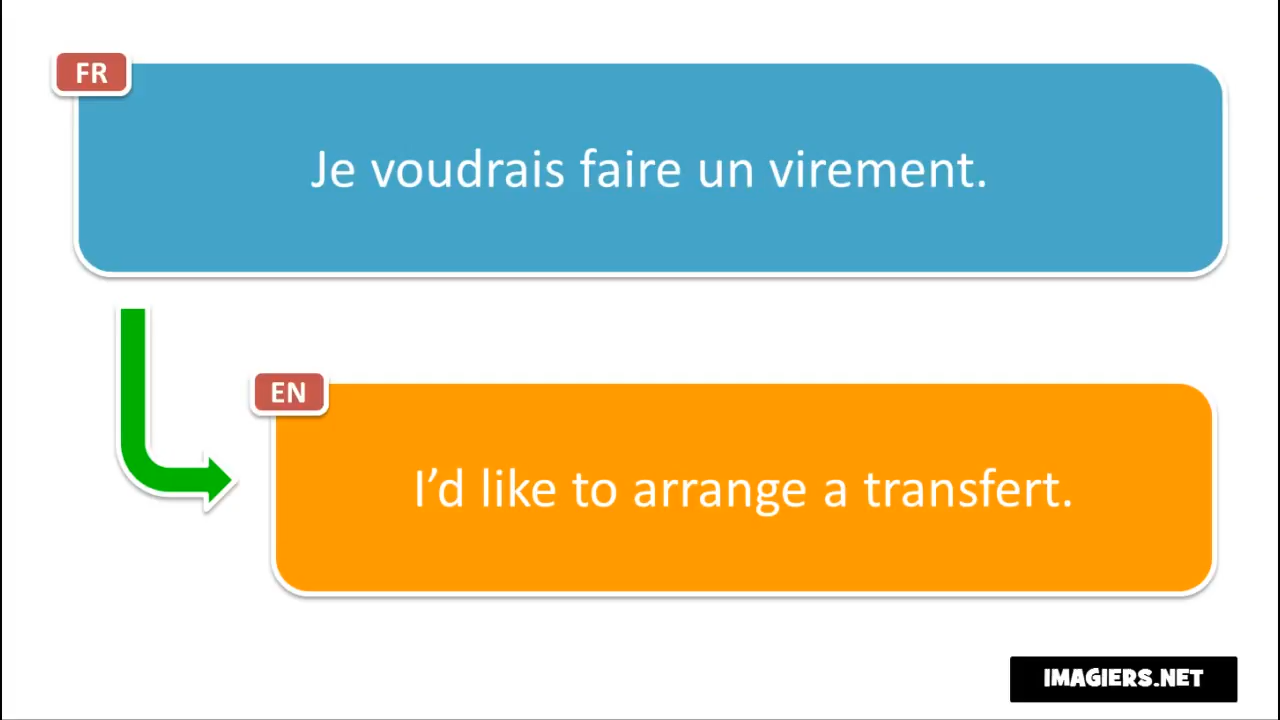 FR
Je voudrais faire un virement.
EN
I’d like to arrange a transfert.
IMAGIERS.NET